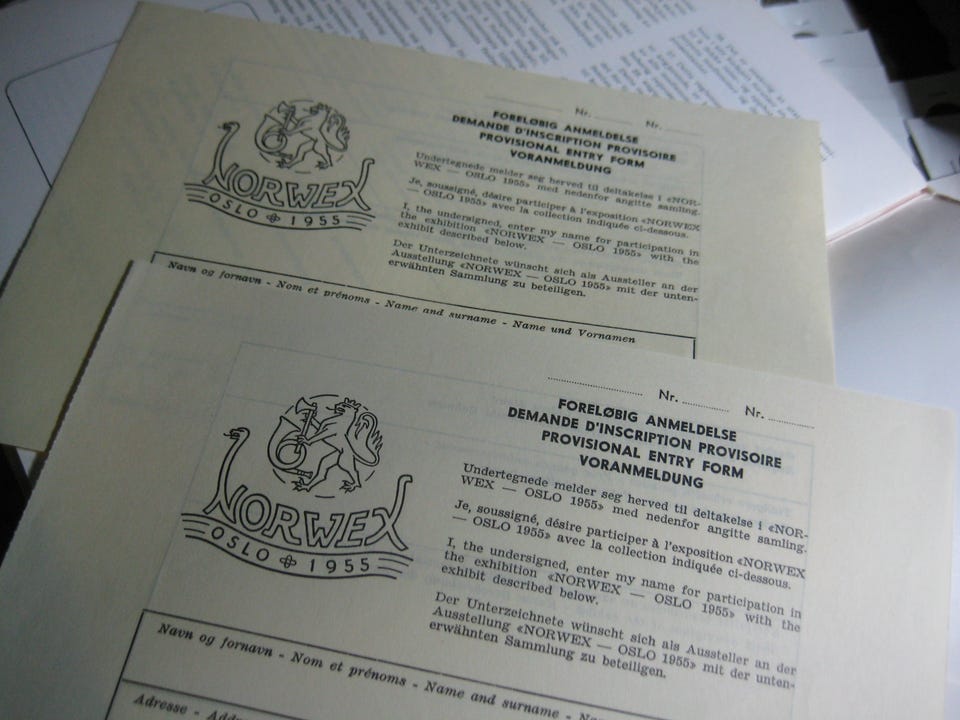 Nr. Nr.
FORELØBIG ANMELDELSE
DEMANDE D'INSCRIPTION PROVISOIRE
PROVISIONAL ENTRY FORM
VORANMELDUNG
NORWEX
OSLO 1955
Undertegnede melder seg herved til deltakelse i «NOR-
WEX — OSLO 1955» med nedenfor angitte samling.
Je, soussigné, désire participer à l'exposition «NORWEX
— OSLO 1955» avec la collection indiquée ci-dessous.
I, the undersigned, enter my name for participation in
the exhibition «NORWEX — OSLO 1955» with the
exhibit described below.
Der Unterzeichnete wünscht sich als Aussteller an der
Ausstellung «NORWEX — OSLO 1955» mit der unten-
erwähnten Sammlung zu beteiligen.
Navn og fornavn - Nom et prénoms - Name and surname - Name und Vornamen
Nr. Nr.
FORELØBIG ANMELDELSE
DEMANDE D'INSCRIPTION PROVISOIRE
PROVISIONAL ENTRY FORM
VORANMELDUNG
NORWEX
OSLO 1955
Undertegnede melder seg herved til deltakelse i «NOR-
WEX — OSLO 1955» med nedenfor angitte samling.
Je, soussigné, désire participer à l'exposition «NORWEX
— OSLO 1955» avec la collection indiquée ci-dessous.
I, the undersigned, enter my name for participation in
the exhibition «NORWEX — OSLO 1955» with the
exhibit described below.
Der Unterzeichnete wünscht sich als Aussteller an der
Ausstellung «NORWEX — OSLO 1955» mit der unten-
erwähnten Sammlung zu beteiligen.
Navn og fornavn - Nom et prénoms - Name and surname -
Adresse -